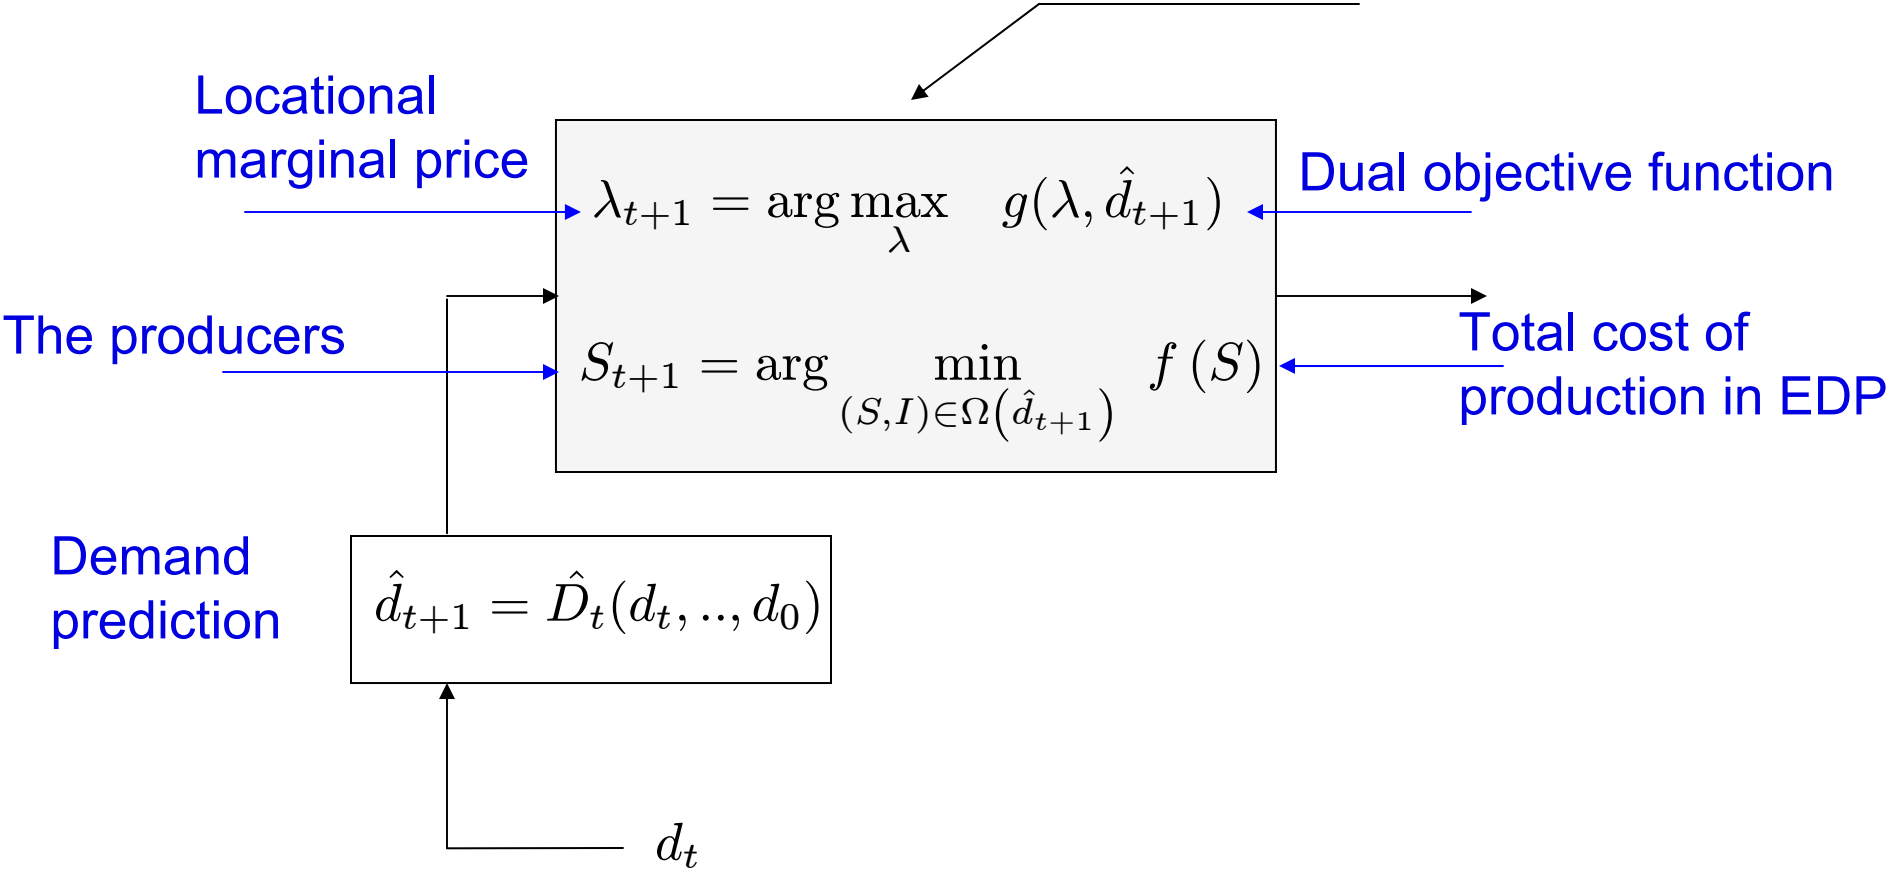 Locational
marginal price
λ_{t+1} = arg max_λ g(λ, d̂_{t+1})
Dual objective function
The producers
S_{t+1} = arg min_{(S,I)∈Ω(d̂_{t+1})} f (S)
Total cost of
production in EDP
Demand
prediction
d̂_{t+1} = D̂_t(d_t, .., d_0)
d_t